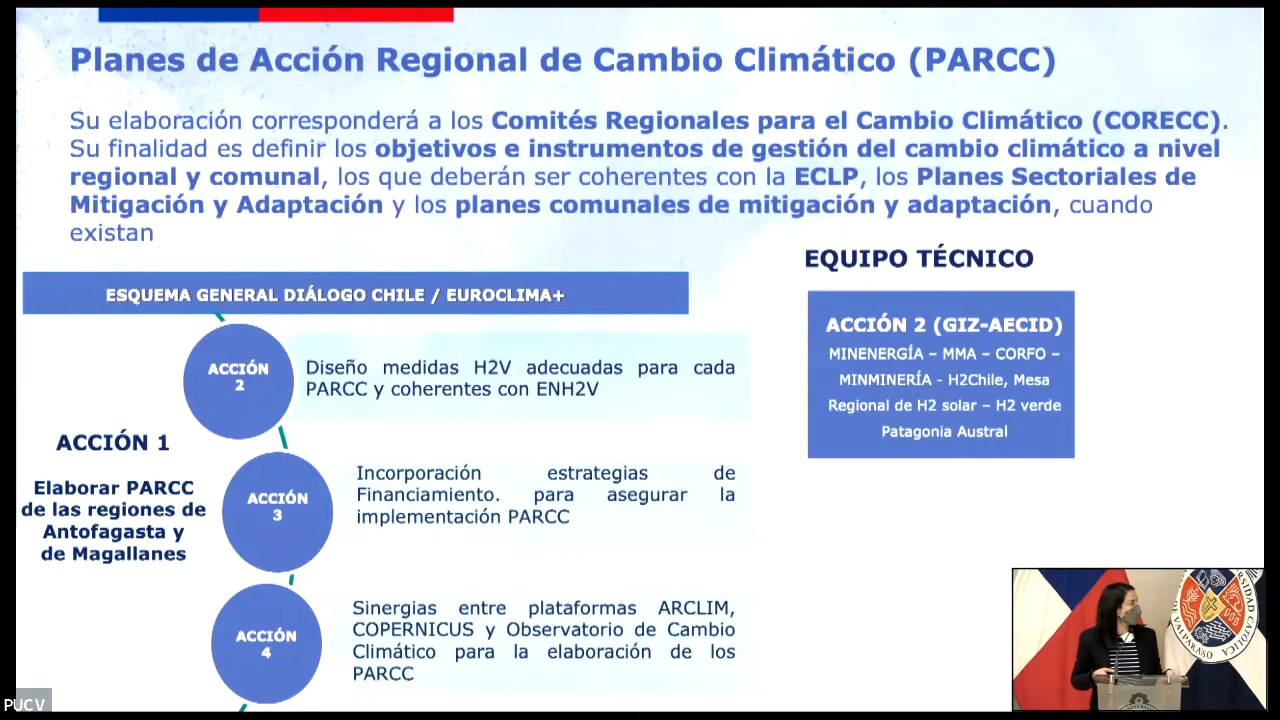 Planes de Acción Regional de Cambio Climático (PARCC)
Su elaboración corresponderá a los Comités Regionales para el Cambio Climático (CORECC).
Su finalidad es definir los objetivos e instrumentos de gestión del cambio climático a nivel
regional y comunal, los que deberán ser coherentes con la ECLP, los Planes Sectoriales de
Mitigación y Adaptación y los planes comunales de mitigación y adaptación, cuando
existan
ESQUEMA GENERAL DIÁLOGO CHILE / EUROCLIMA+
ACCIÓN 1
Elaborar PARCC
de las regiones de
Antofagasta y
de Magallanes
ACCIÓN
2
Diseño medidas H2V adecuadas para cada
PARCC y coherentes con ENH2V
ACCIÓN
3
Incorporación estrategias de
Financiamiento. para asegurar la
implementación PARCC
ACCIÓN
4
Sinergias entre plataformas ARCLIM,
COPERNICUS y Observatorio de Cambio
Climático para la elaboración de los
PARCC
EQUIPO TÉCNICO
ACCIÓN 2 (GIZ-AECID)
MINENERGÍA – MMA – CORFO –
MINMINERÍA - H2Chile, Mesa
Regional de H2 solar – H2 verde
Patagonia Austral
VALPARAISO
CATOLICA
PUCV